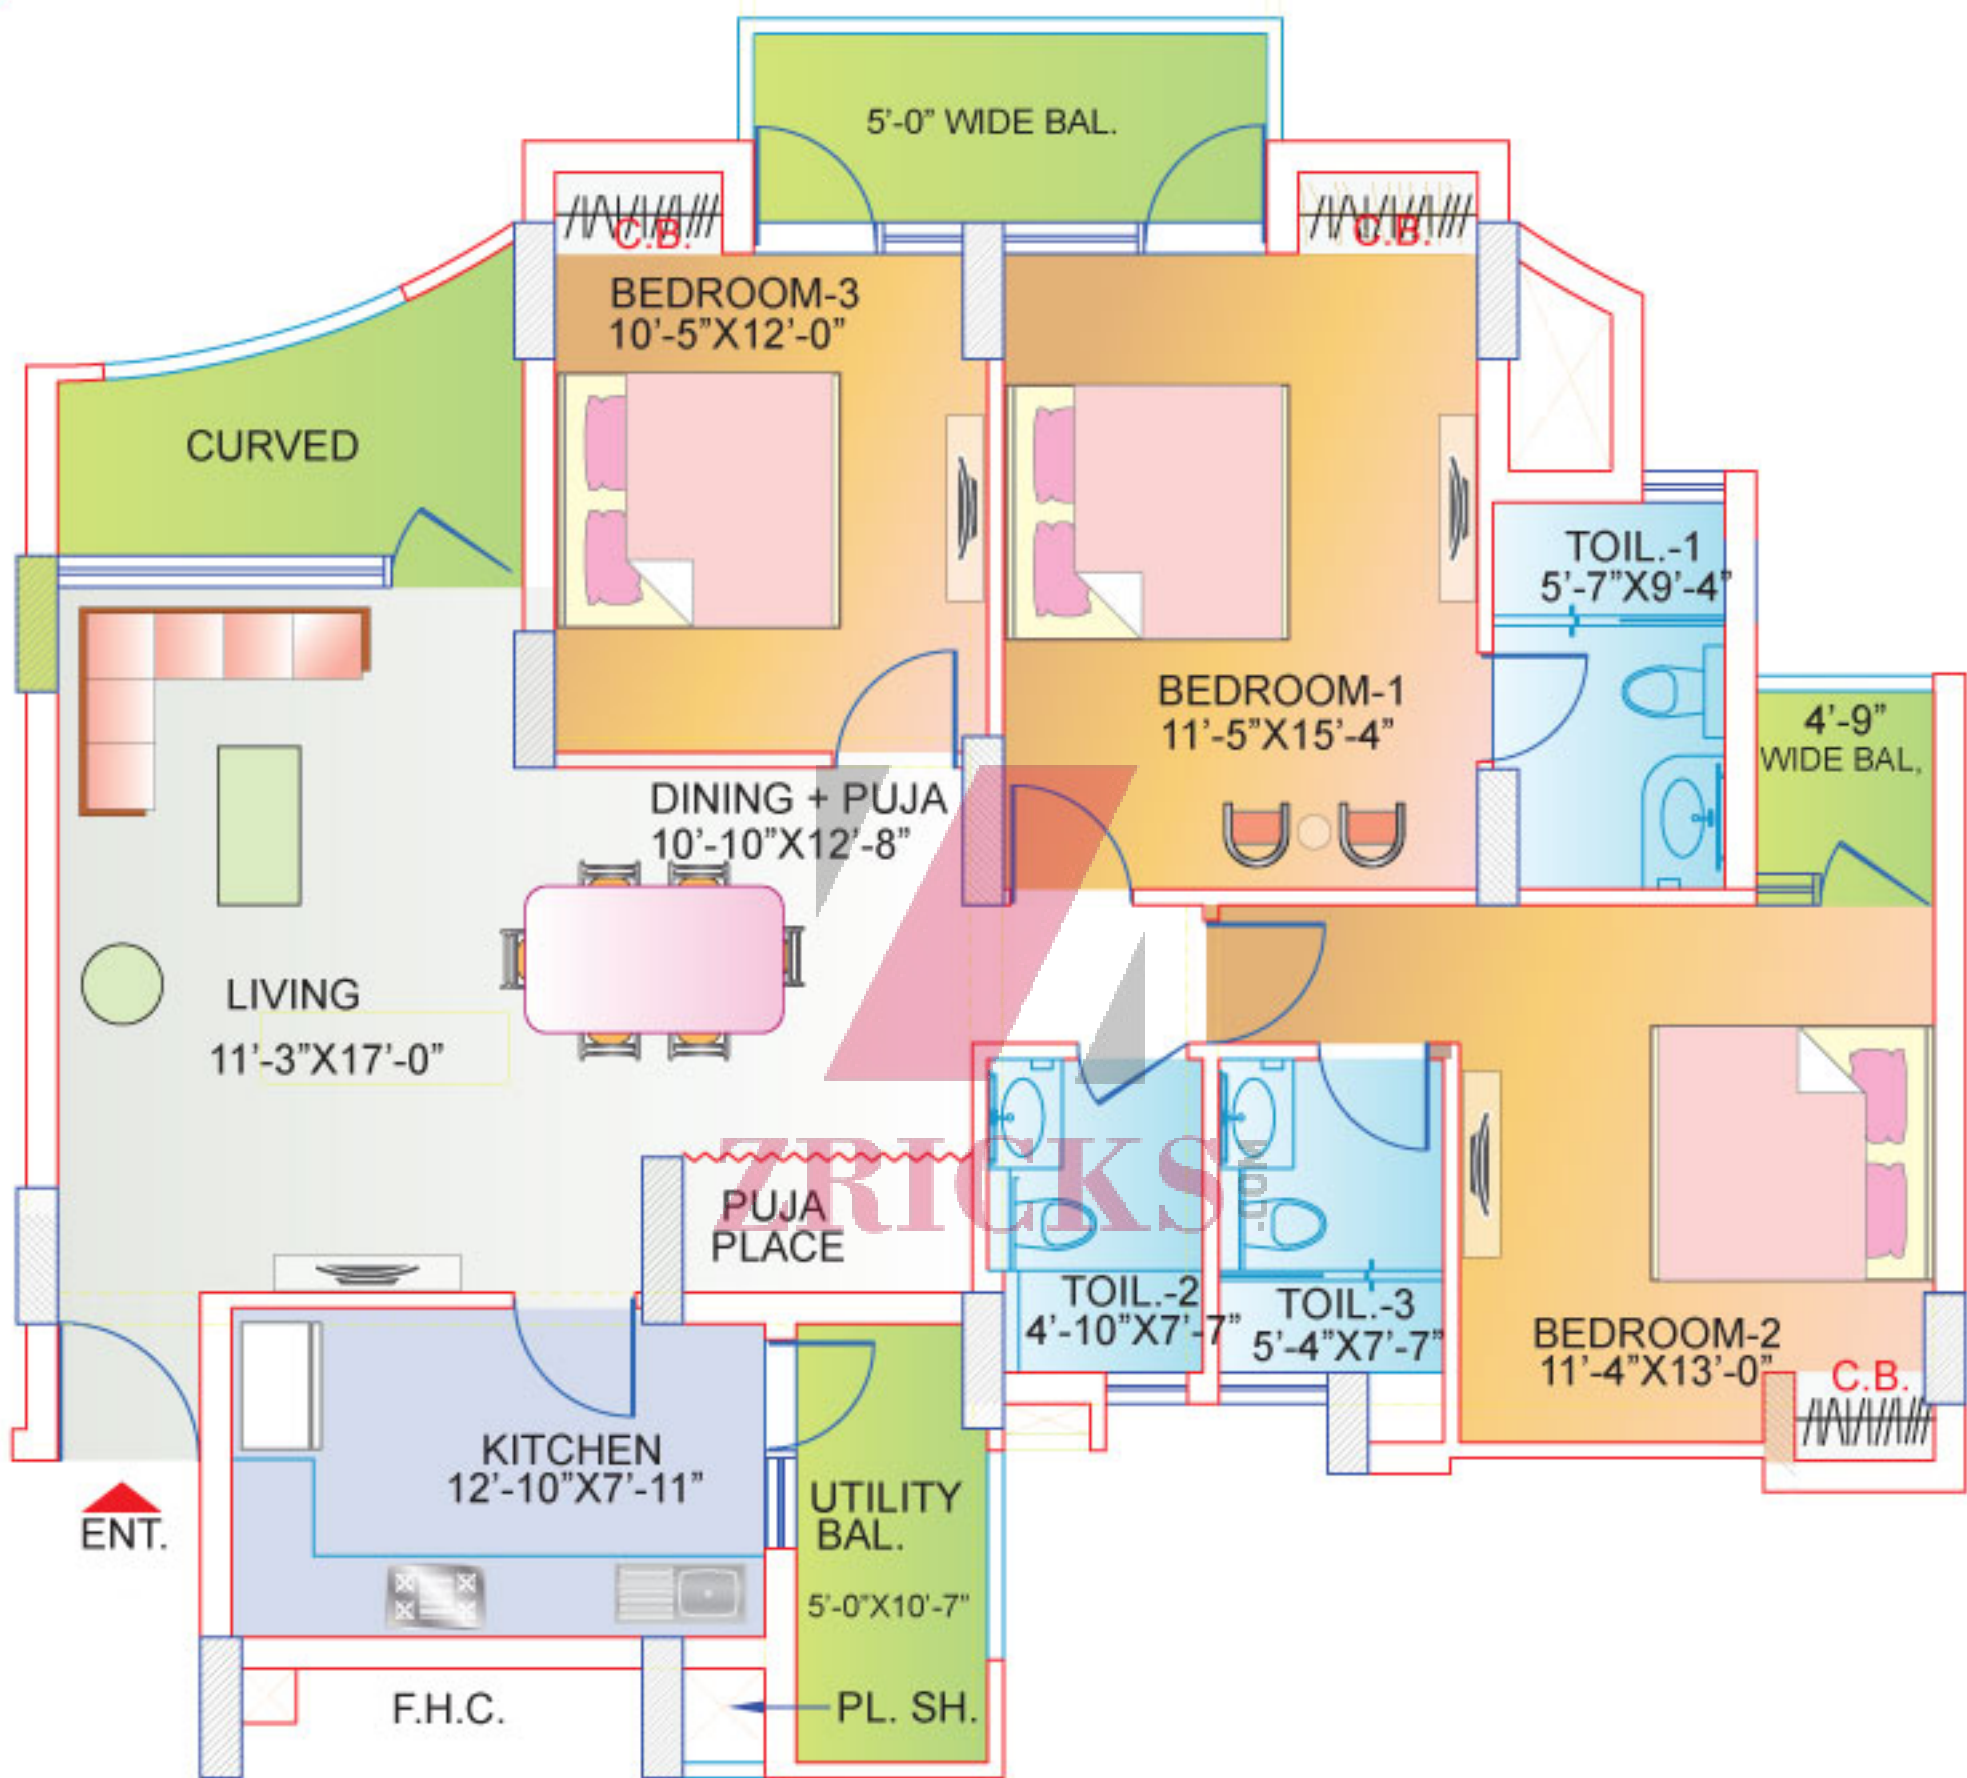 5'-0" WIDE BAL.
C.B.
C.B.
BEDROOM-3
10'-5"X12'-0"
CURVED
TOIL.-1
5'-7"X9'-4"
BEDROOM-1
11'-5"X15'-4"
4'-9"
WIDE BAL,
DINING + PUJA
10'-10"X12'-8"
LIVING
11'-3"X17'-0"
ZRICKS
.com
PUJA
PLACE
TOIL.-2
4'-10"X7'-7"
TOIL.-3
5'-4"X7'-7"
BEDROOM-2
11'-4"X13'-0"
C.B.
KITCHEN
12'-10"X7'-11"
ENT.
UTILITY
BAL.
5'-0"X10'-7"
F.H.C.
PL. SH.